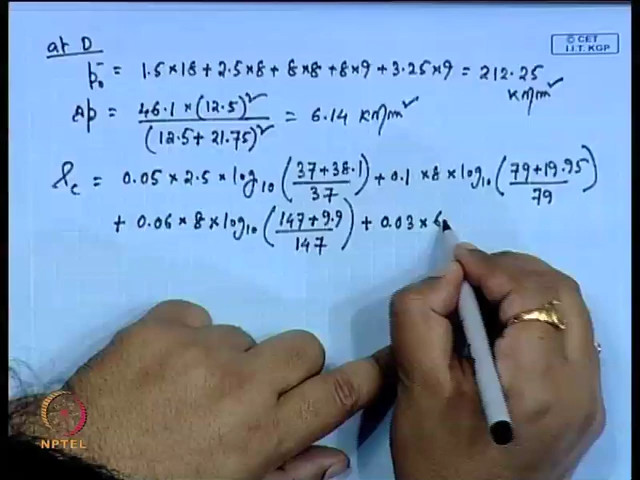 © CET
I.I.T. KGP
at D
p̄₀ = 1.5×18 + 2.5×8 + 8×8 + 8×9 + 3.25×9 = 212.25 kN/m²
Δp = 46.1 × (12.5)² / (12.5 + 21.75)² = 6.14 kN/m²
= 0.05 × 2.5 × log₁₀ (37+38.1 / 37) + 0.1 × 8 × log₁₀ (79+19.95 / 79)
+ 0.06 × 8 × log₁₀ (147+9.9 / 147) + 0.03 ×
NPTEL